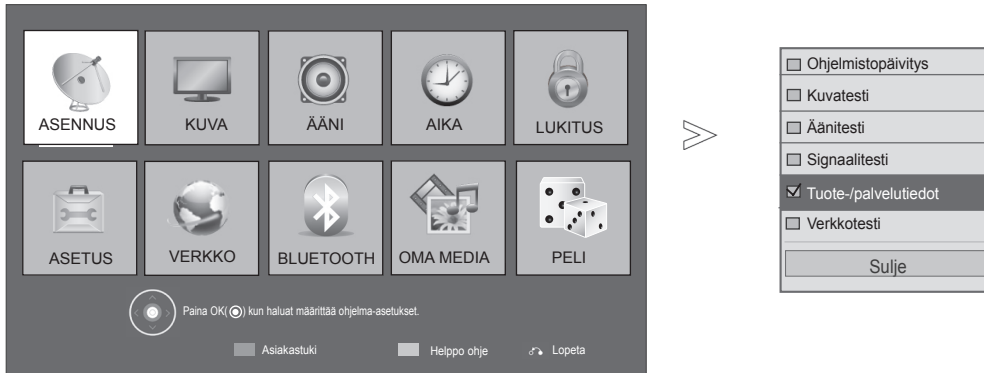 ASENNUS
KUVA
ÄÄNI
AIKA
LUKITUS
ASETUS
VERKKO
BLUETOOTH
OMA MEDIA
PELI
Paina OK( ) kun haluat määrittää ohjelma-asetukset.
Asiakastuki
Helppo ohje
Lopeta
Ohjelmistopäivitys
Kuvatesti
Äänitesti
Signaalitesti
Tuote-/palvelutiedot
Verkkotesti
Sulje